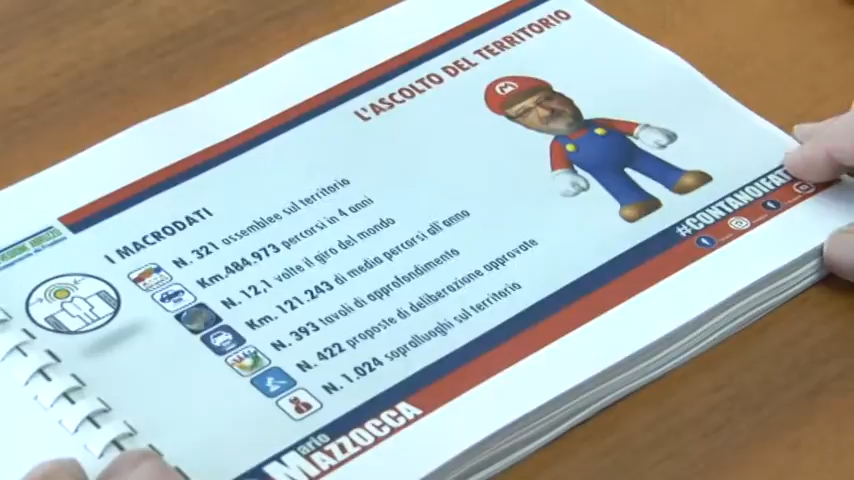 L'ASCOLTO DEL TERRITORIO
M
I MACRODATI
N. 321 assemblee sul territorio
Km.484.973 percorsi in 4 anni
N. 12,1 volte il giro del mondo
Km. 121.243 di media percorsi all'anno
N. 393 tavoli di approfondimento
N. 422 proposte di deliberazione approvate
N. 1.024 sopralluoghi sul territorio
#CONTANOIFAT
Mario
MAZZOCCA